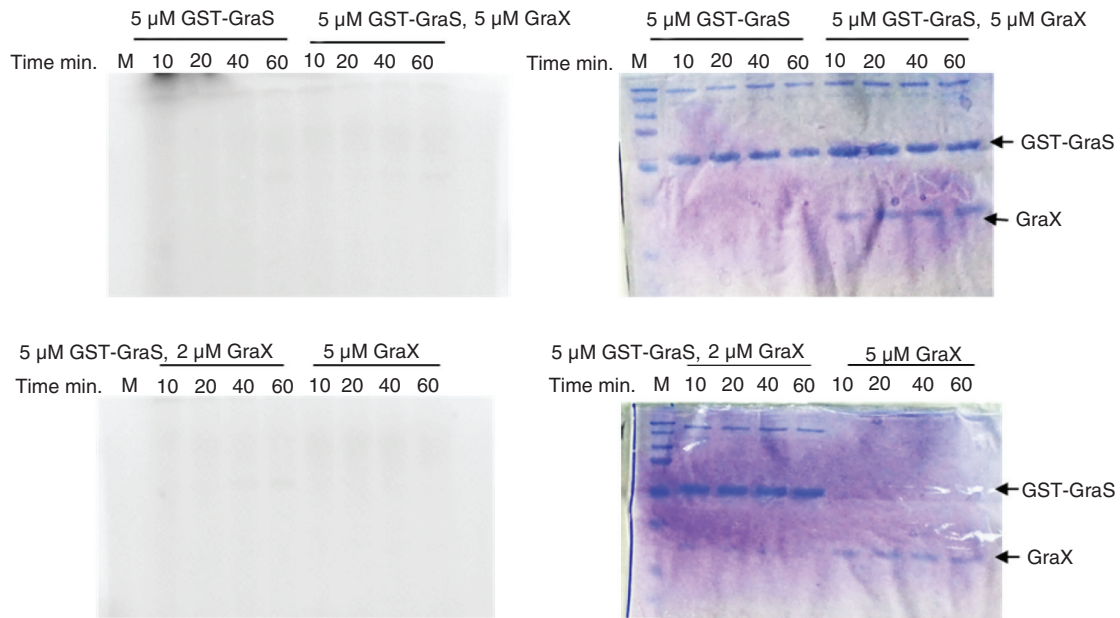 5 µM GST-GraS 5 µM GST-GraS, 5 µM GraX
Time min. M 10 20 40 60 10 20 40 60
5 µM GST-GraS 5 µM GST-GraS, 5 µM GraX
Time min. M 10 20 40 60 10 20 40 60
GST-GraS
GraX
5 µM GST-GraS, 2 µM GraX 5 µM GraX
Time min. M 10 20 40 60 10 20 40 60
5 µM GST-GraS, 2 µM GraX 5 µM GraX
Time min. M 10 20 40 60 10 20 40 60
GST-GraS
GraX